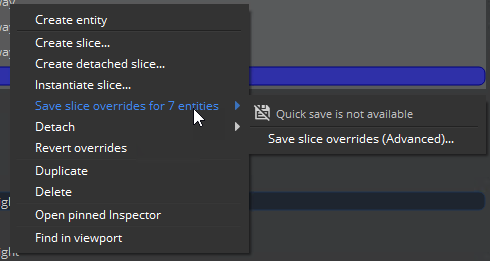 way
Create entity
Create slice...
Create detached slice...
Instantiate slice...
Save slice overrides for 7 entities
Quick save is not available
Save slice overrides (Advanced)...
Detach
Revert overrides
Duplicate
Delete
Open pinned Inspector
Find in viewport